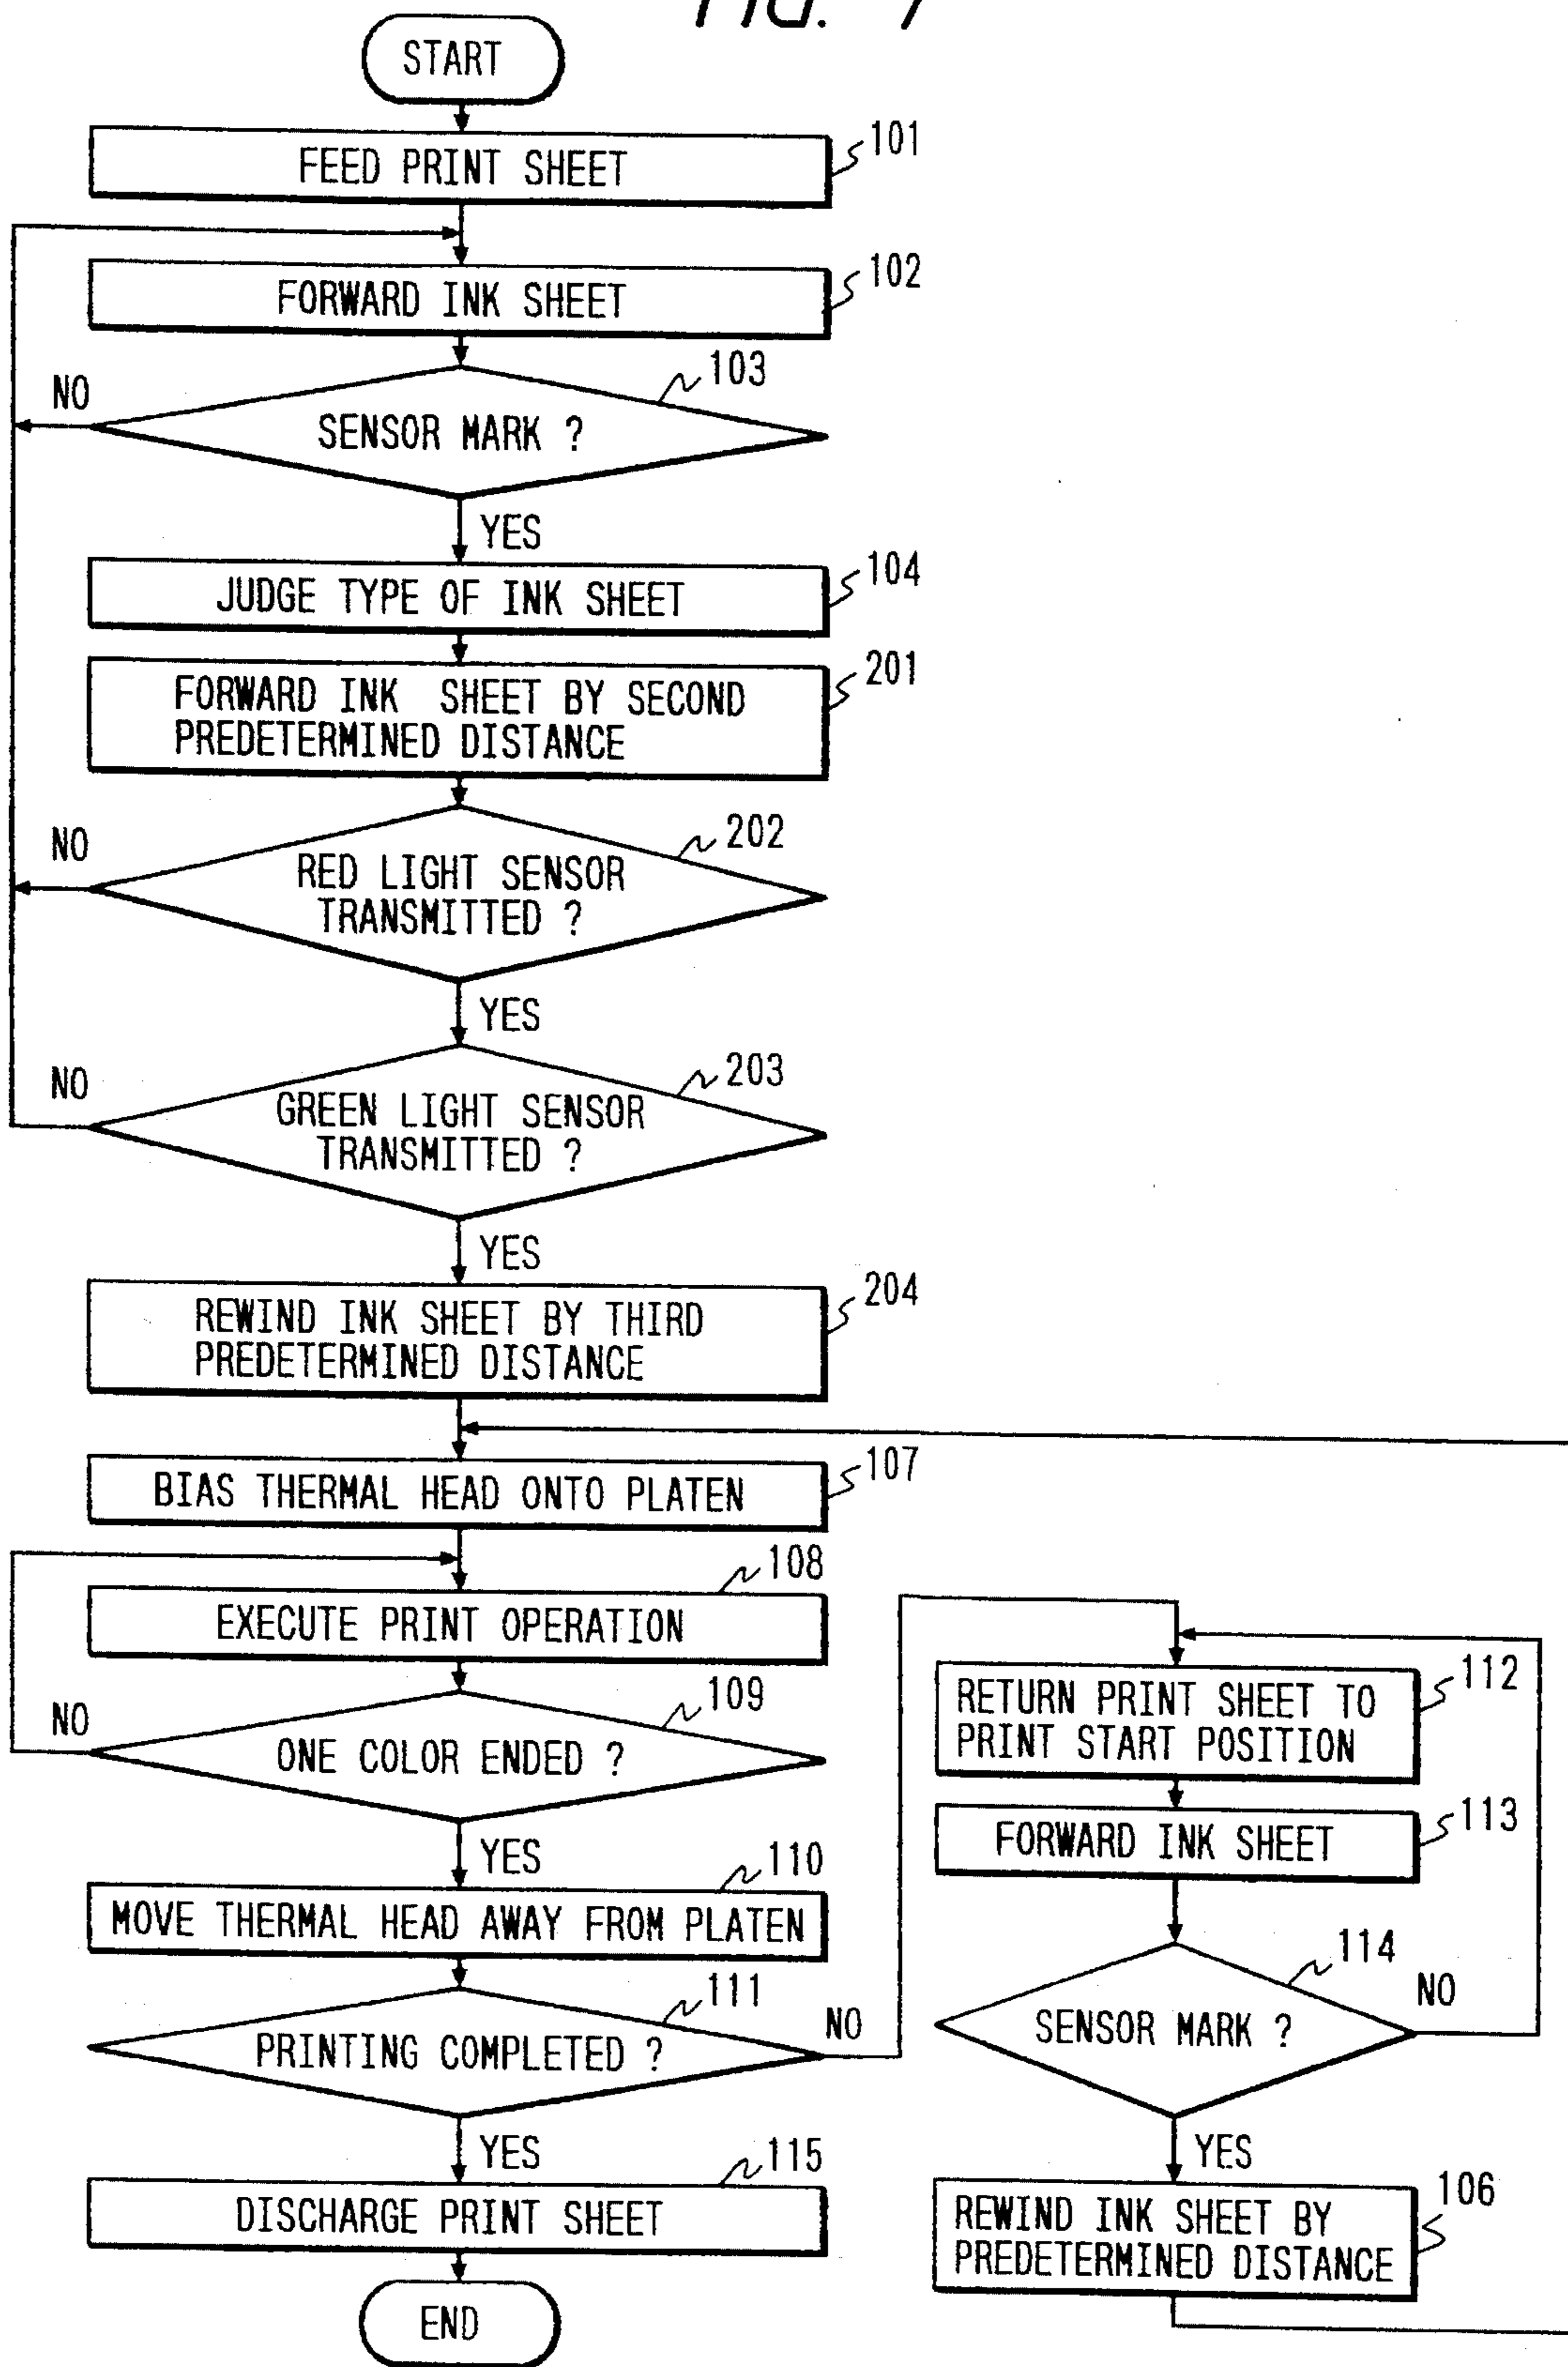 START
FEED PRINT SHEET
101
FORWARD INK SHEET
102
103
NO
SENSOR MARK ?
YES
JUDGE TYPE OF INK SHEET
104
FORWARD INK SHEET BY SECOND
PREDETERMINED DISTANCE
201
202
NO
RED LIGHT SENSOR
TRANSMITTED ?
YES
203
NO
GREEN LIGHT SENSOR
TRANSMITTED ?
YES
REWIND INK SHEET BY THIRD
PREDETERMINED DISTANCE
204
BIAS THERMAL HEAD ONTO PLATEN
107
108
EXECUTE PRINT OPERATION
109
NO
ONE COLOR ENDED ?
YES
110
MOVE THERMAL HEAD AWAY FROM PLATEN
111
PRINTING COMPLETED ?
NO
YES
115
DISCHARGE PRINT SHEET
END
RETURN PRINT SHEET TO
PRINT START POSITION
112
FORWARD INK SHEET
113
114
SENSOR MARK ?
NO
YES
REWIND INK SHEET BY
PREDETERMINED DISTANCE
106